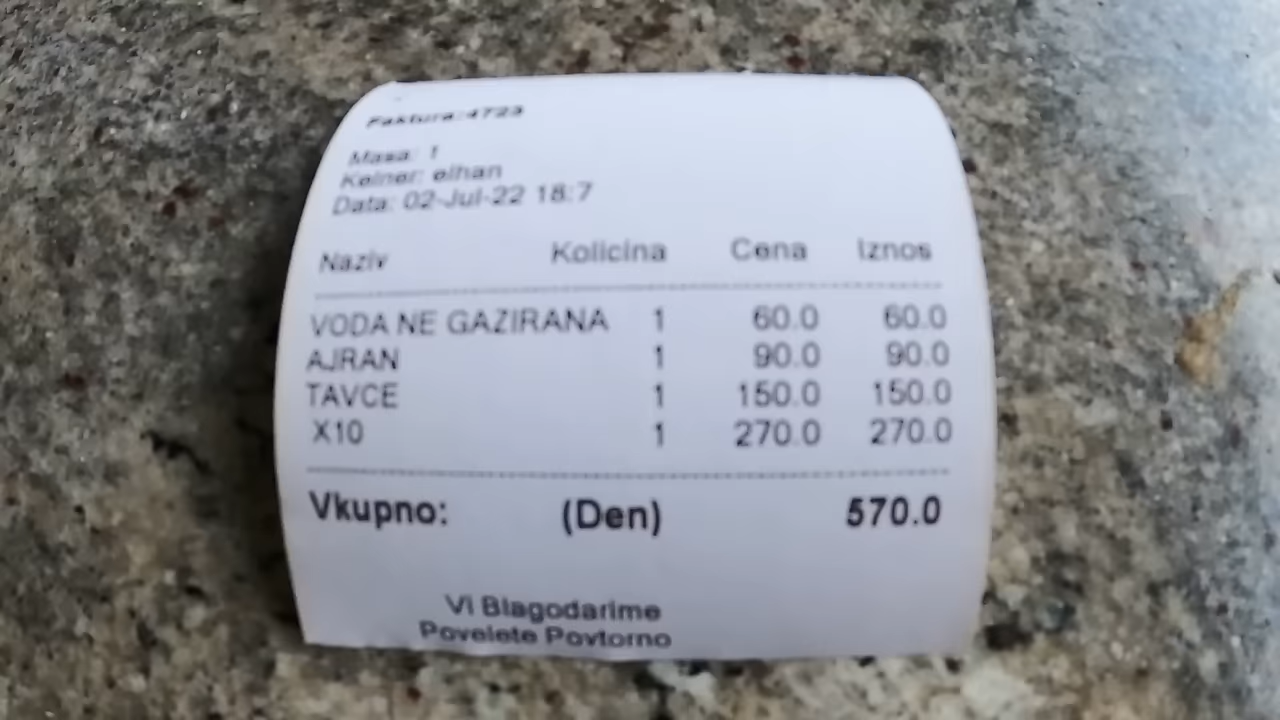 Faktura:4723
Masa: 1
Kelner: elhan
Data: 02-Jul-22 18:7
Naziv Kolicina Cena Iznos
VODA NE GAZIRANA 1 60.0 60.0
AJRAN 1 90.0 90.0
TAVCE 1 150.0 150.0
X10 1 270.0 270.0
Vkupno: (Den) 570.0
Vi Blagodarime
Povelete Povtorno